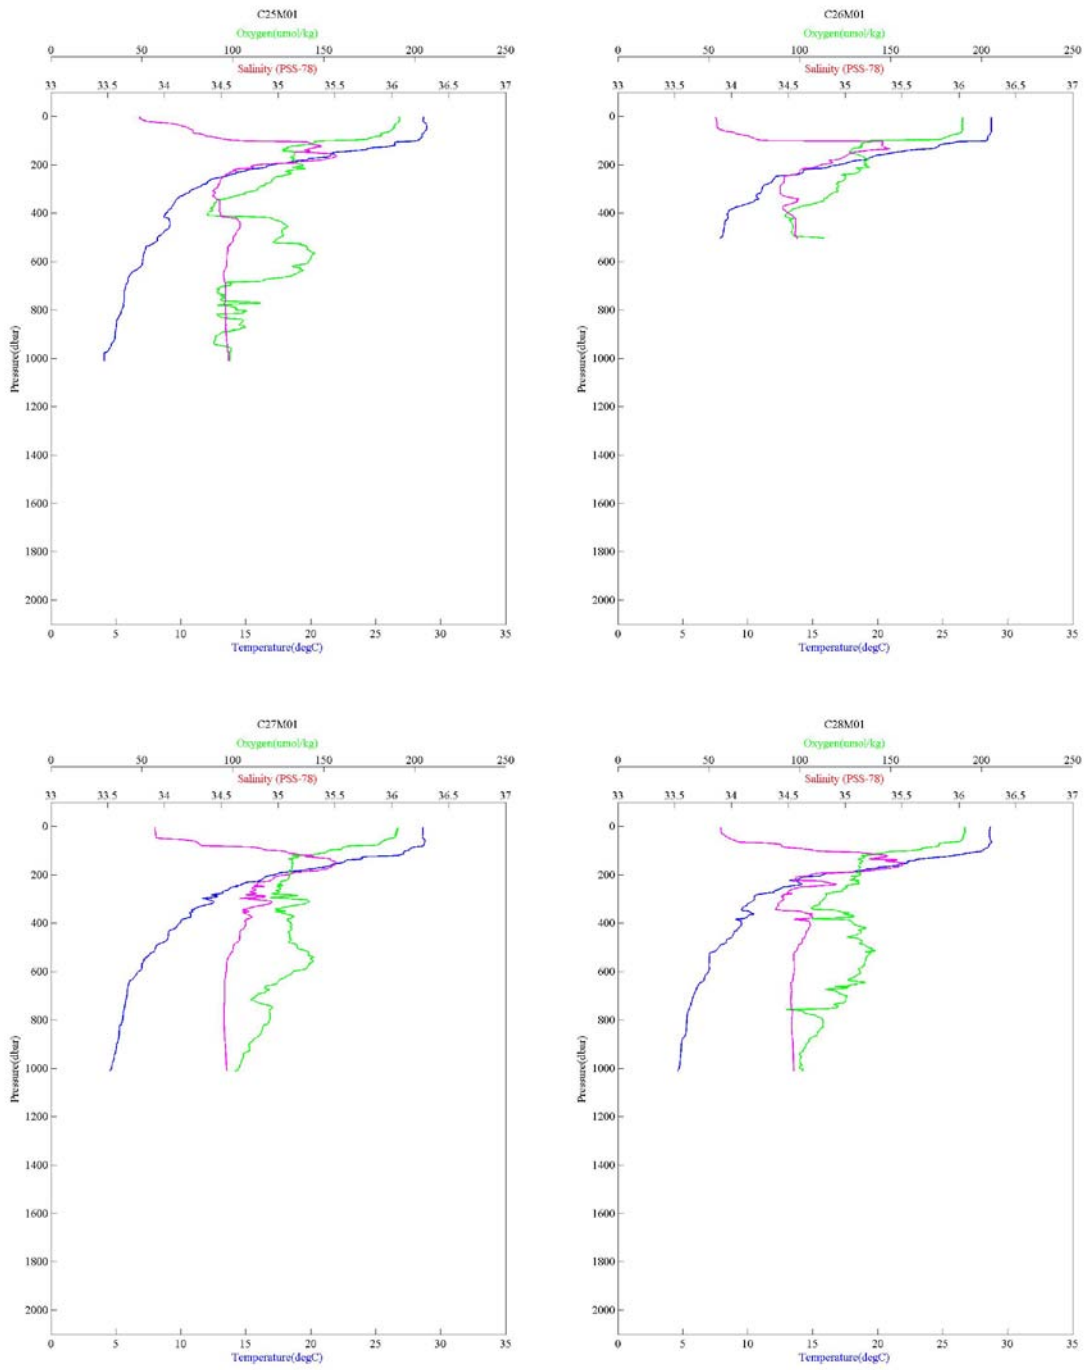 C25M01
Oxygen(umol/kg)
0 50 100 150 200 250
Salinity (PSS-78)
33 33.5 34 34.5 35 35.5 36 36.5 37
0
200
400
600
800
1000
1200
1400
1600
1800
2000
Pressure(dbar)
0 5 10 15 20 25 30 35
Temperature(degC)
C26M01
Oxygen(umol/kg)
0 50 100 150 200 250
Salinity (PSS-78)
33 33.5 34 34.5 35 35.5 36 36.5 37
0
200
400
600
800
1000
1200
1400
1600
1800
2000
Pressure(dbar)
0 5 10 15 20 25 30 35
Temperature(degC)
C27M01
Oxygen(umol/kg)
0 50 100 150 200 250
Salinity (PSS-78)
33 33.5 34 34.5 35 35.5 36 36.5 37
0
200
400
600
800
1000
1200
1400
1600
1800
2000
Pressure(dbar)
0 5 10 15 20 25 30 35
Temperature(degC)
C28M01
Oxygen(umol/kg)
0 50 100 150 200 250
Salinity (PSS-78)
33 33.5 34 34.5 35 35.5 36 36.5 37
0
200
400
600
800
1000
1200
1400
1600
1800
2000
Pressure(dbar)
0 5 10 15 20 25 30 35
Temperature(degC)